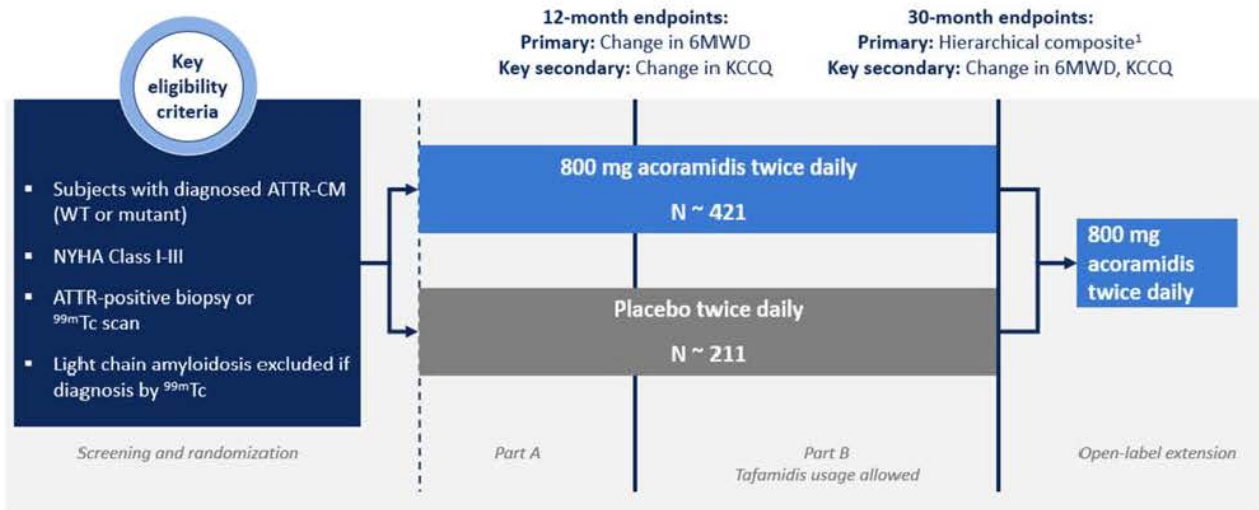 12-month endpoints:
Primary: Change in 6MWD
Key secondary: Change in KCCQ
30-month endpoints:
Primary: Hierarchical composite¹
Key secondary: Change in 6MWD, KCCQ
Key
eligibility
criteria
▪ Subjects with diagnosed ATTR-CM
(WT or mutant)
▪ NYHA Class I-III
▪ ATTR-positive biopsy or
⁹⁹ᵐTc scan
▪ Light chain amyloidosis excluded if
diagnosis by ⁹⁹ᵐTc
800 mg acoramidis twice daily
N ~ 421
Placebo twice daily
N ~ 211
800 mg
acoramidis
twice daily
Screening and randomization
Part A
Part B
Tafamidis usage allowed
Open-label extension